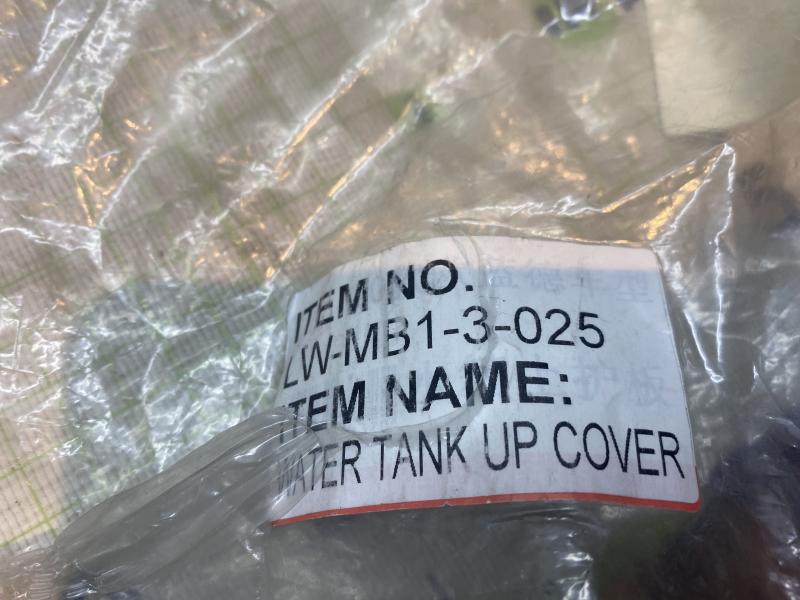 ITEM NO.
LW-MB1-3-025
ITEM NAME:
WATER TANK UP COVER